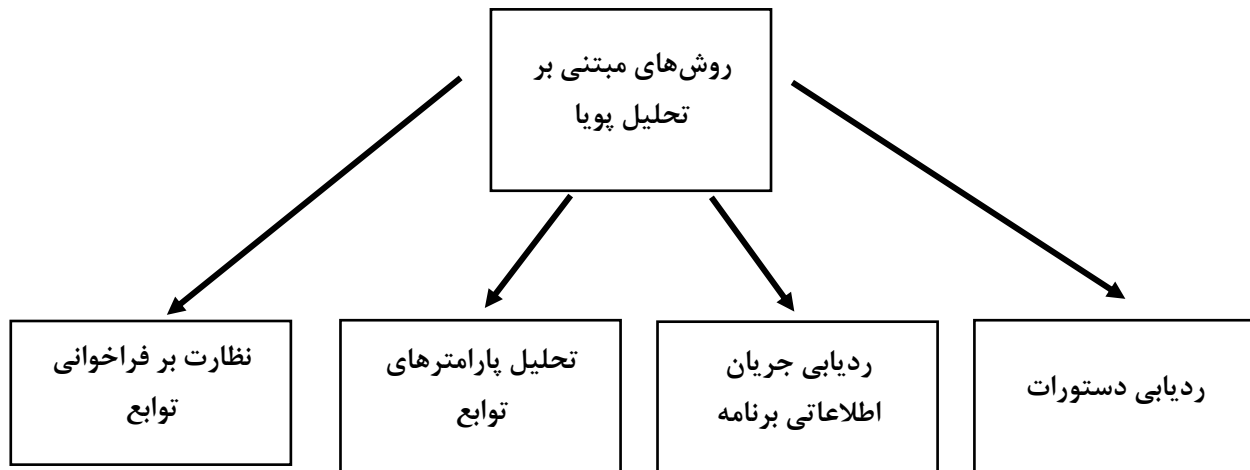 روش‌های مبتنی بر
تحلیل پویا
ردیابی دستورات
ردیابی جریان
اطلاعاتی برنامه
تحلیل پارامترهای
توابع
نظارت بر فراخوانی
توابع